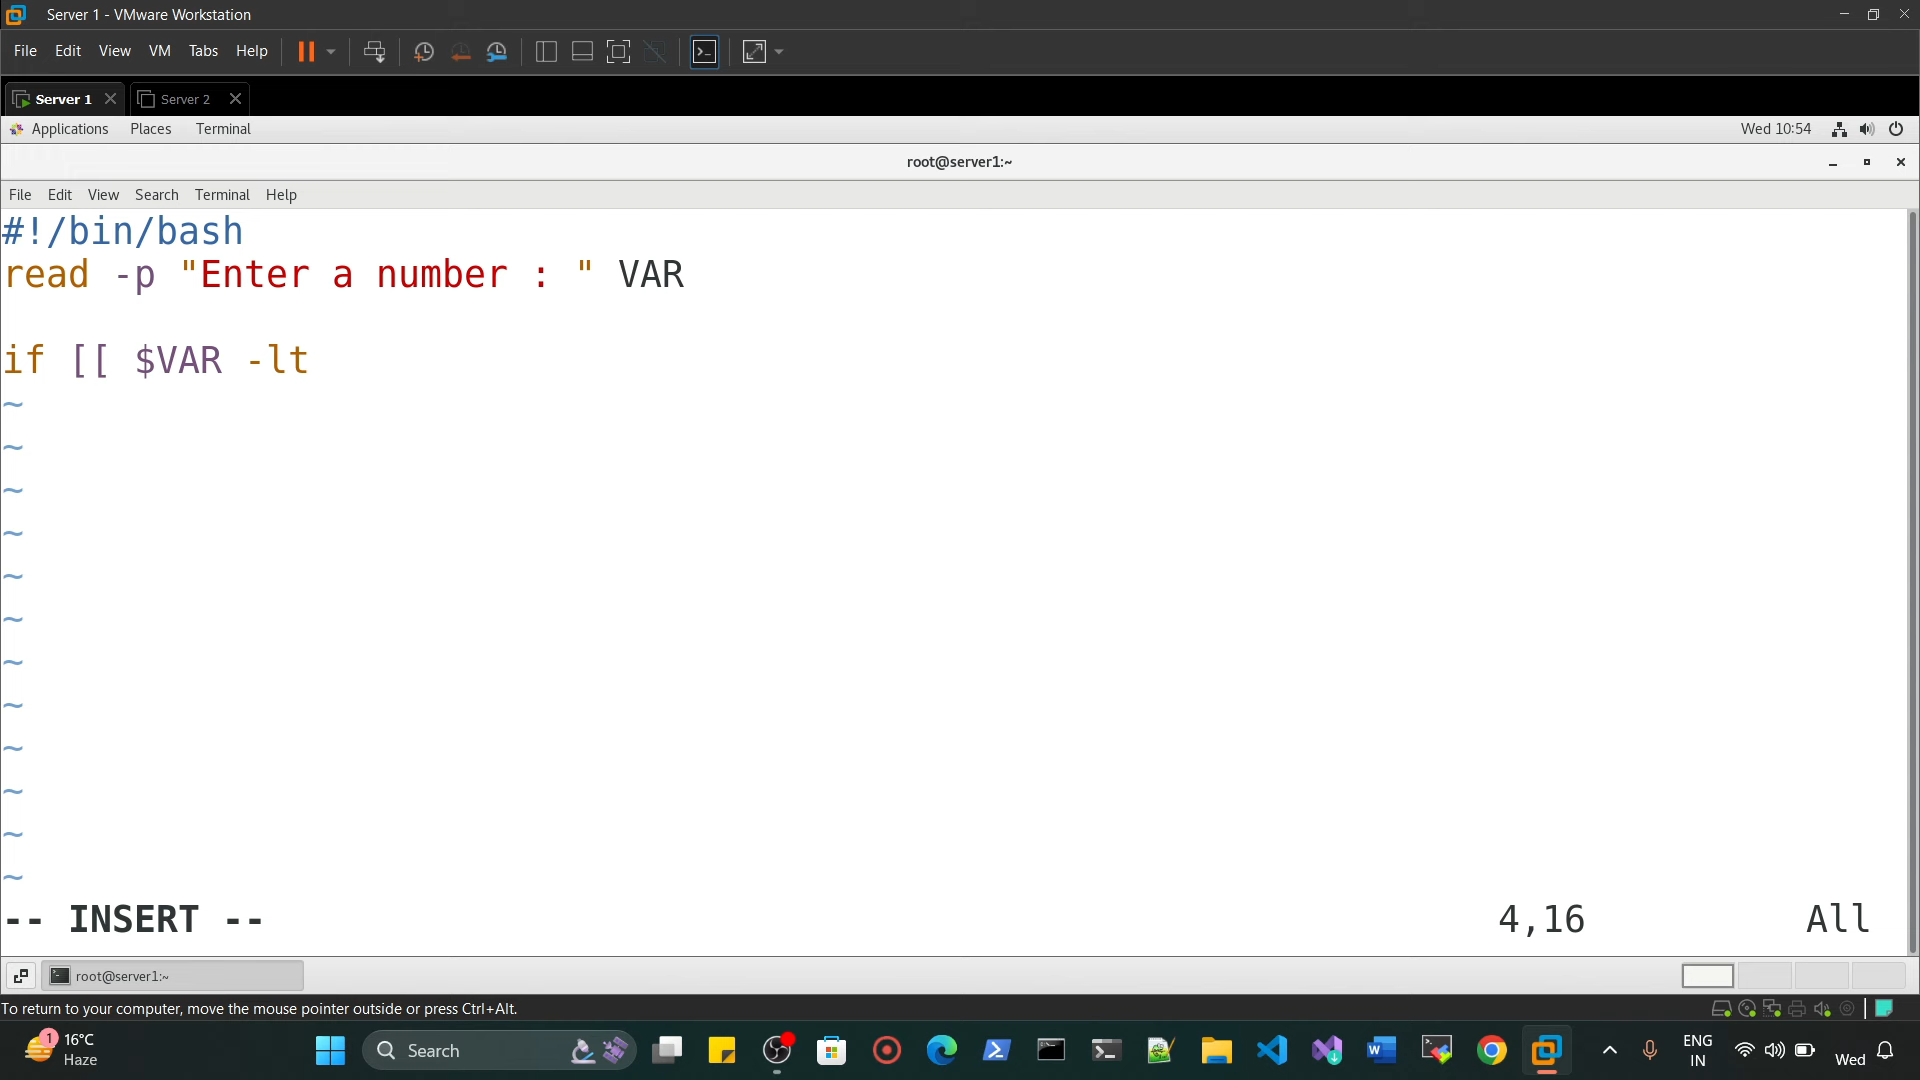 Server 1 - VMware Workstation
File Edit View VM Tabs Help
Server 1 Server 2
Applications Places Terminal Wed 10:54
root@server1:~
File Edit View Search Terminal Help
#!/bin/bash
read -p "Enter a number : " VAR
if [[ $VAR -lt
~
~
~
~
~
~
~
~
~
~
~
~
-- INSERT -- 4,16 All
root@server1:~
To return to your computer, move the mouse pointer outside or press Ctrl+Alt.
1 16°C
Haze
Search
ENG
IN
Wed